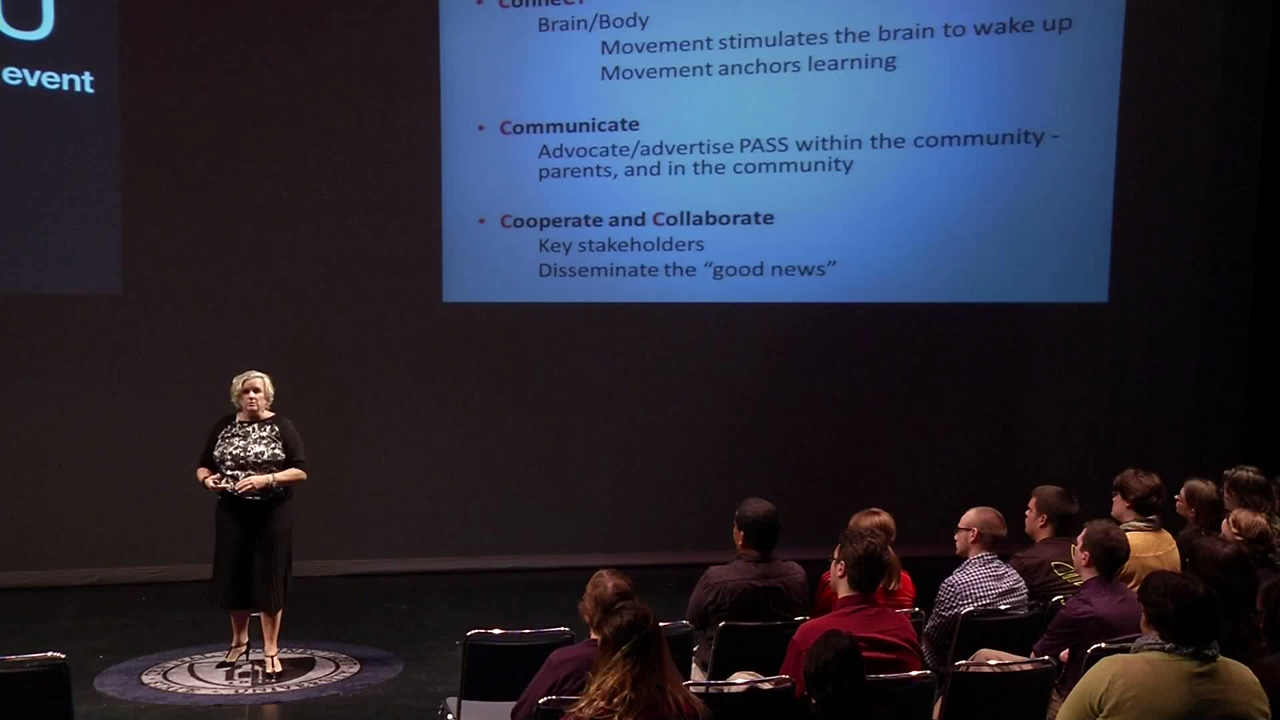 U
event
• Connect
Brain/Body
Movement stimulates the brain to wake up
Movement anchors learning
• Communicate
Advocate/advertise PASS within the community -
parents, and in the community
• Cooperate and Collaborate
Key stakeholders
Disseminate the “good news”